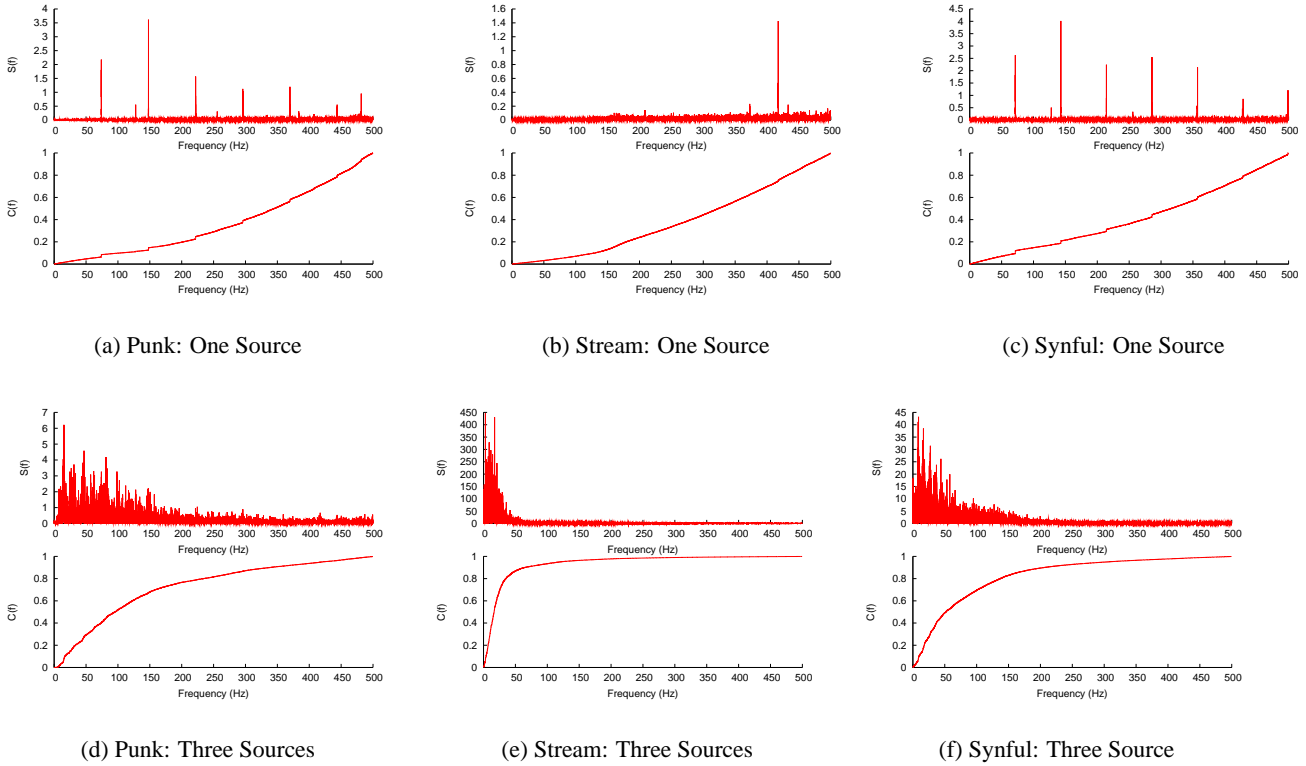 4
3.5
3
2.5
2
1.5
1
0.5
0
S(f)
0 50 100 150 200 250 300 350 400 450 500
Frequency (Hz)
1
0.8
0.6
0.4
0.2
0
C(f)
0 50 100 150 200 250 300 350 400 450 500
Frequency (Hz)
(a) Punk: One Source
1.6
1.4
1.2
1
0.8
0.6
0.4
0.2
0
S(f)
0 50 100 150 200 250 300 350 400 450 500
Frequency (Hz)
1
0.8
0.6
0.4
0.2
0
C(f)
0 50 100 150 200 250 300 350 400 450 500
Frequency (Hz)
(b) Stream: One Source
4.5
4
3.5
3
2.5
2
1.5
1
0.5
0
S(f)
0 50 100 150 200 250 300 350 400 450 500
Frequency (Hz)
1
0.8
0.6
0.4
0.2
0
C(f)
0 50 100 150 200 250 300 350 400 450 500
Frequency (Hz)
(c) Synful: One Source
7
6
5
4
3
2
1
0
S(f)
0 50 100 150 200 250 300 350 400 450 500
Frequency (Hz)
1
0.8
0.6
0.4
0.2
0
C(f)
0 50 100 150 200 250 300 350 400 450 500
Frequency (Hz)
(d) Punk: Three Sources
450
400
350
300
250
200
150
100
50
0
S(f)
0 50 100 150 200 250 300 350 400 450 500
Frequency (Hz)
1
0.8
0.6
0.4
0.2
0
C(f)
0 50 100 150 200 250 300 350 400 450 500
Frequency (Hz)
(e) Stream: Three Sources
45
40
35
30
25
20
15
10
5
0
S(f)
0 50 100 150 200 250 300 350 400 450 500
Frequency (Hz)
1
0.8
0.6
0.4
0.2
0
C(f)
0 50 100 150 200 250 300 350 400 450 500
Frequency (Hz)
(f) Synful: Three Source